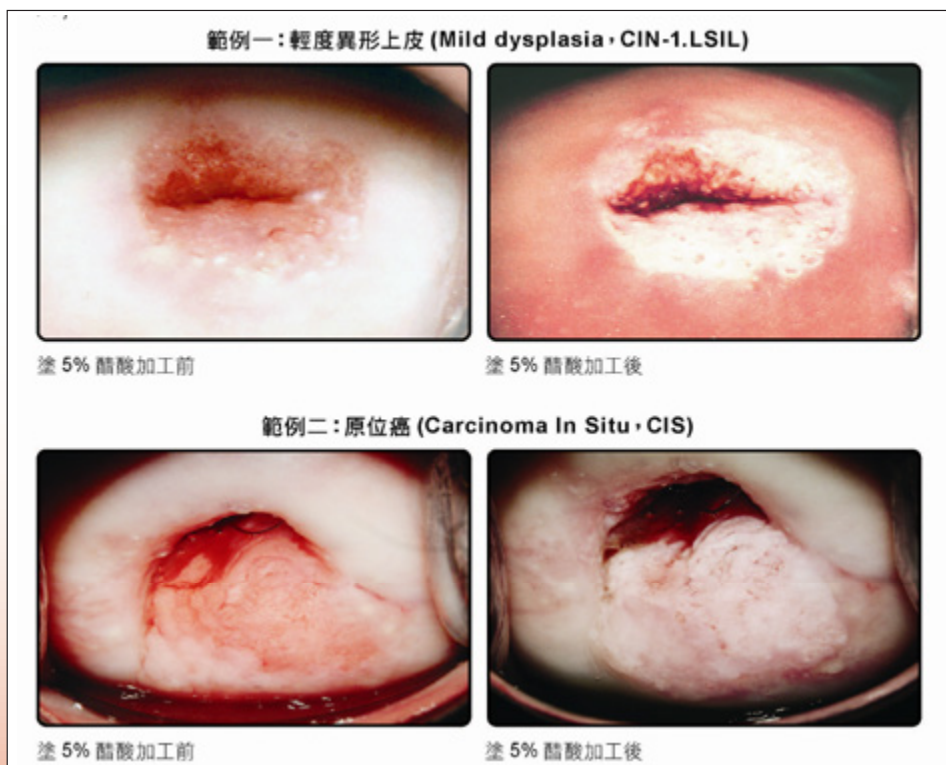 範例一：輕度異形上皮 (Mild dysplasia，CIN-1.LSIL)
塗 5% 醋酸加工前
塗 5% 醋酸加工後
範例二：原位癌 (Carcinoma In Situ，CIS)
塗 5% 醋酸加工前
塗 5% 醋酸加工後